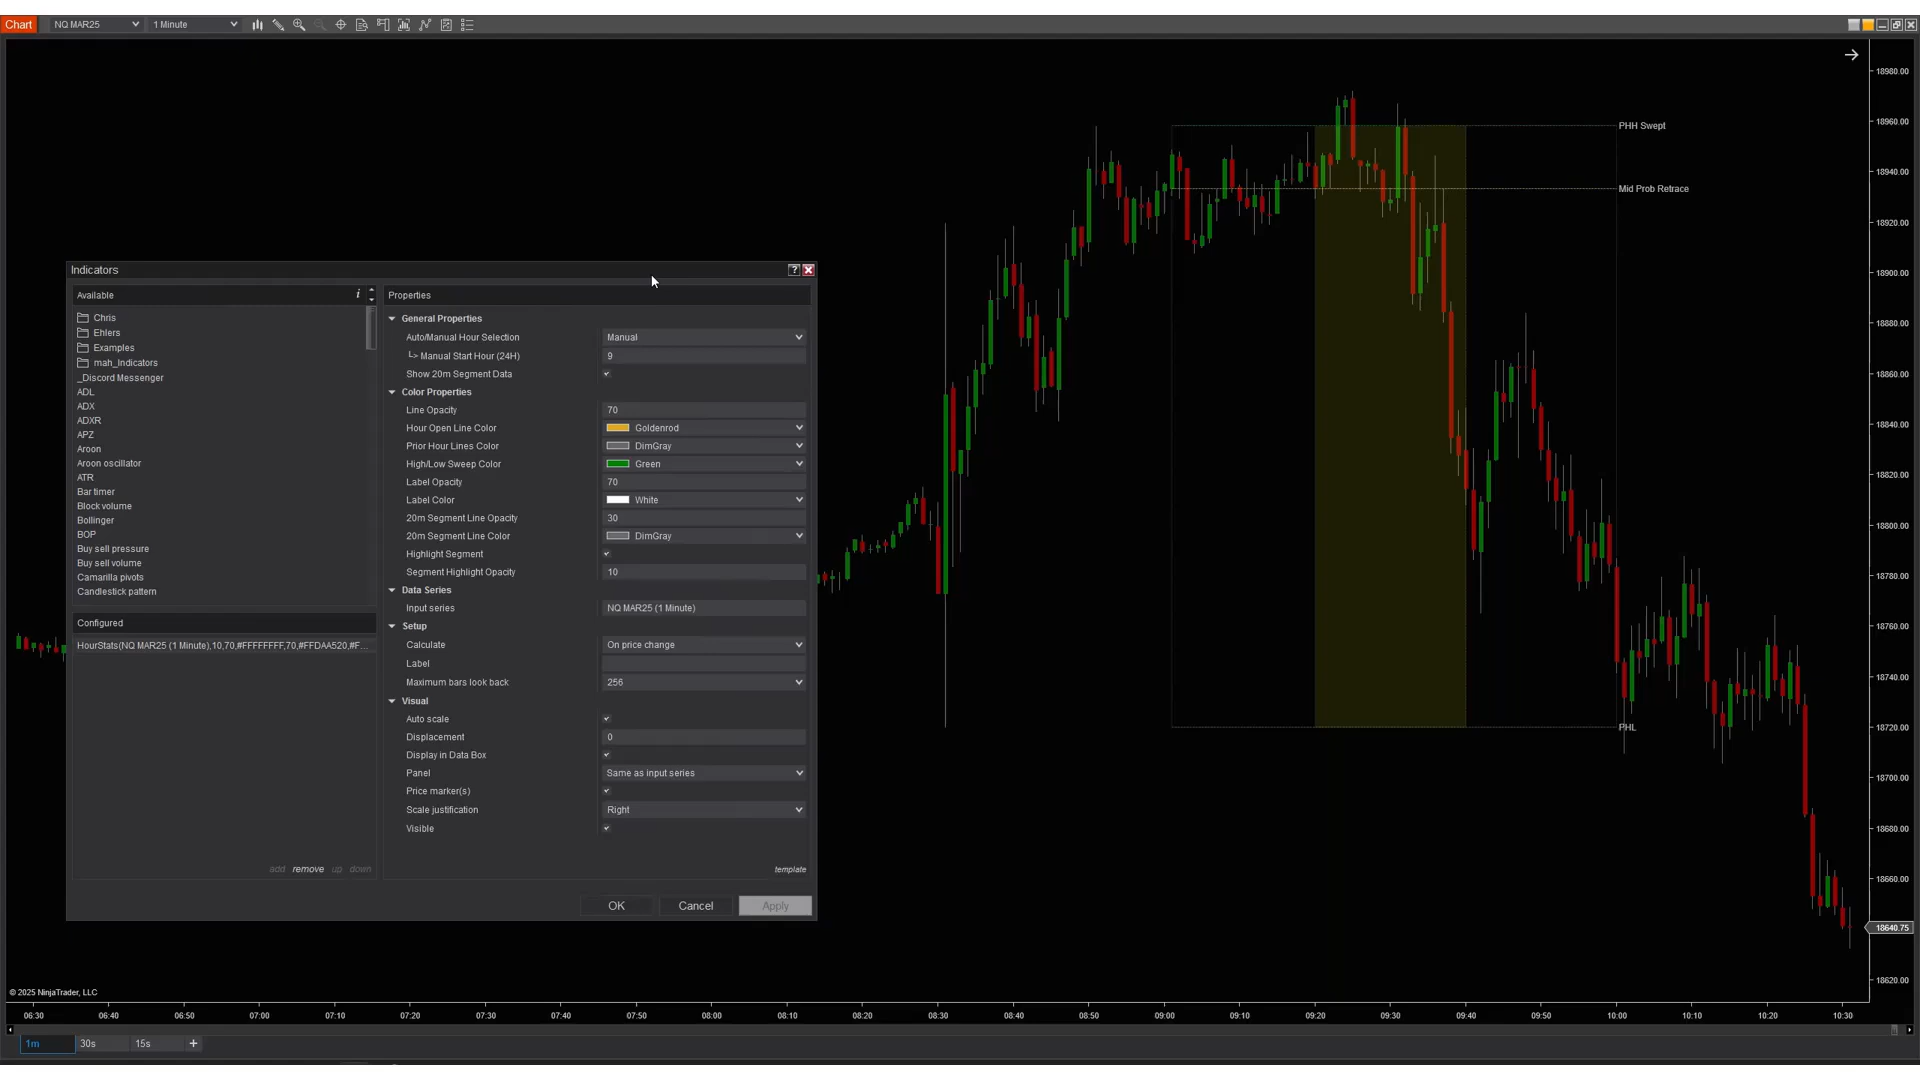 Chart NQ MAR25 1 Minute
Indicators ?
Available i
Chris
Ehlers
Examples
mah_Indicators
_Discord Messenger
ADL
ADX
ADXR
APZ
Aroon
Aroon oscillator
ATR
Bar timer
Block volume
Bollinger
BOP
Buy sell pressure
Buy sell volume
Camarilla pivots
Candlestick pattern
Configured
HourStats(NQ MAR25 (1 Minute),10,70,#FFFFFFFF,70,#FFDAA520,#F...
add remove up down
Properties
General Properties
Auto/Manual Hour Selection Manual
Manual Start Hour (24H) 9
Show 20m Segment Data
Color Properties
Line Opacity 70
Hour Open Line Color Goldenrod
Prior Hour Lines Color DimGray
High/Low Sweep Color Green
Label Opacity 70
Label Color White
20m Segment Line Opacity 30
20m Segment Line Color DimGray
Highlight Segment
Segment Highlight Opacity 10
Data Series
Input series NQ MAR25 (1 Minute)
Setup
Calculate On price change
Label
Maximum bars look back 256
Visual
Auto scale
Displacement 0
Display in Data Box
Panel Same as input series
Price marker(s)
Scale justification Right
Visible
template
OK Cancel Apply
PHH Swept
Mid Prob Retrace
PHL
18980.00
18960.00
18940.00
18920.00
18900.00
18880.00
18860.00
18840.00
18820.00
18800.00
18780.00
18760.00
18740.00
18720.00
18700.00
18680.00
18660.00
18640.75
18620.00
© 2025 NinjaTrader, LLC
06:30 06:40 06:50 07:00 07:10 07:20 07:30 07:40 07:50 08:00 08:10 08:20 08:30 08:40 08:50 09:00 09:10 09:20 09:30 09:40 09:50 10:00 10:10 10:20 10:30
1m 30s 15s +